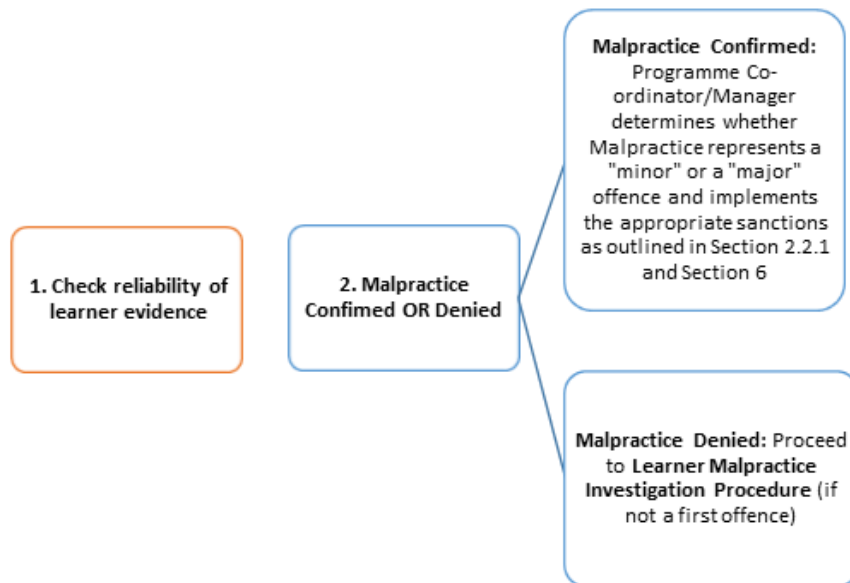 1. Check reliability of
learner evidence
2. Malpractice
Confimed OR Denied
Malpractice Confirmed:
Programme Co-
ordinator/Manager
determines whether
Malpractice represents a
"minor" or a "major"
offence and implements
the appropriate sanctions
as outlined in Section 2.2.1
and Section 6
Malpractice Denied: Proceed
to Learner Malpractice
Investigation Procedure (if
not a first offence)